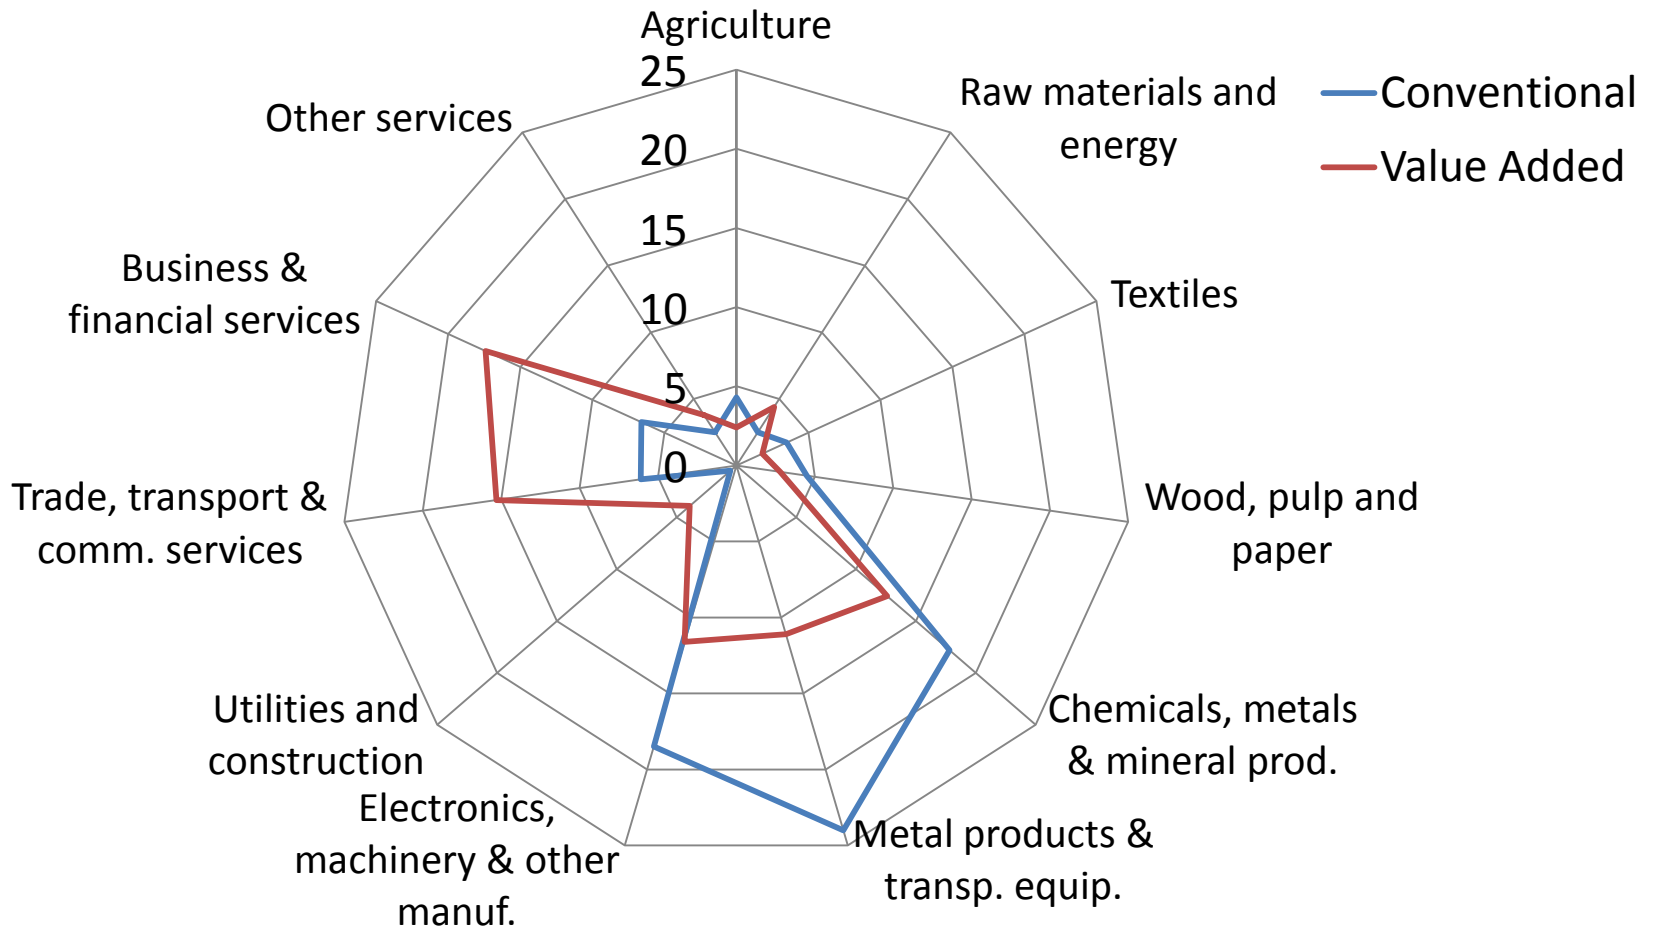 Agriculture
25
20
15
10
5
0
Raw materials and
energy
Textiles
Wood, pulp and
paper
Chemicals, metals
& mineral prod.
Metal products &
transp. equip.
Electronics,
machinery & other
manuf.
Utilities and
construction
Trade, transport &
comm. services
Business &
financial services
Other services
Conventional
Value Added